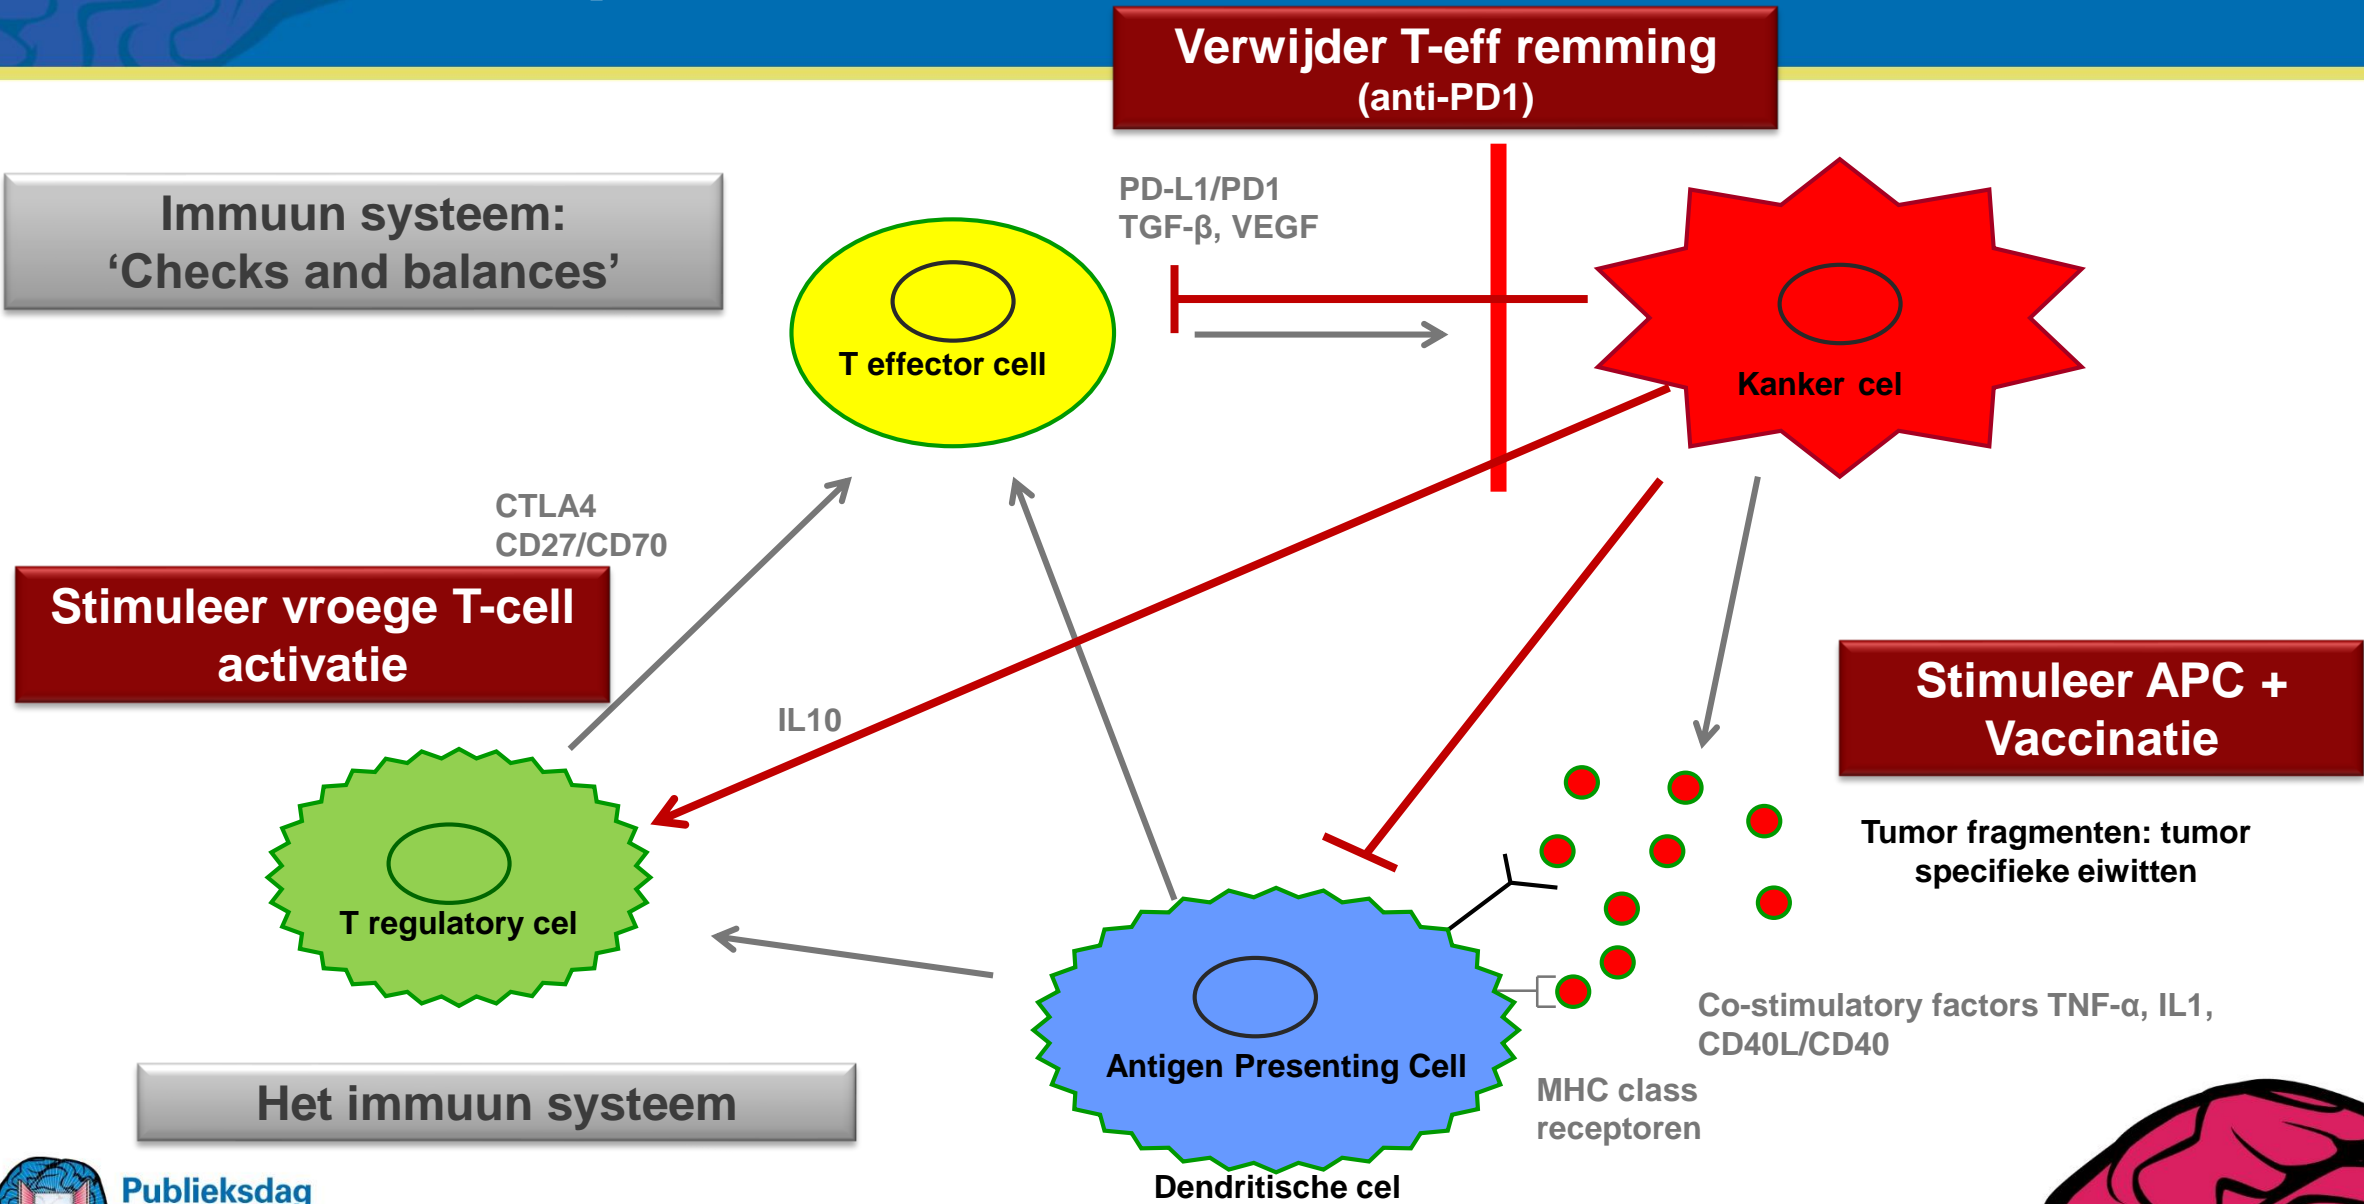 Verwijder T-eff remming
(anti-PD1)
Immuun systeem:
‘Checks and balances’
PD-L1/PD1
TGF-β, VEGF
T effector cell
Kanker cel
CTLA4
CD27/CD70
Stimuleer vroege T-cell
activatie
IL10
Stimuleer APC +
Vaccinatie
Tumor fragmenten: tumor
specifieke eiwitten
T regulatory cel
Antigen Presenting Cell
Co-stimulatory factors TNF-α, IL1,
CD40L/CD40
MHC class
receptoren
Het immuun systeem
Dendritische cel
Publieksdag